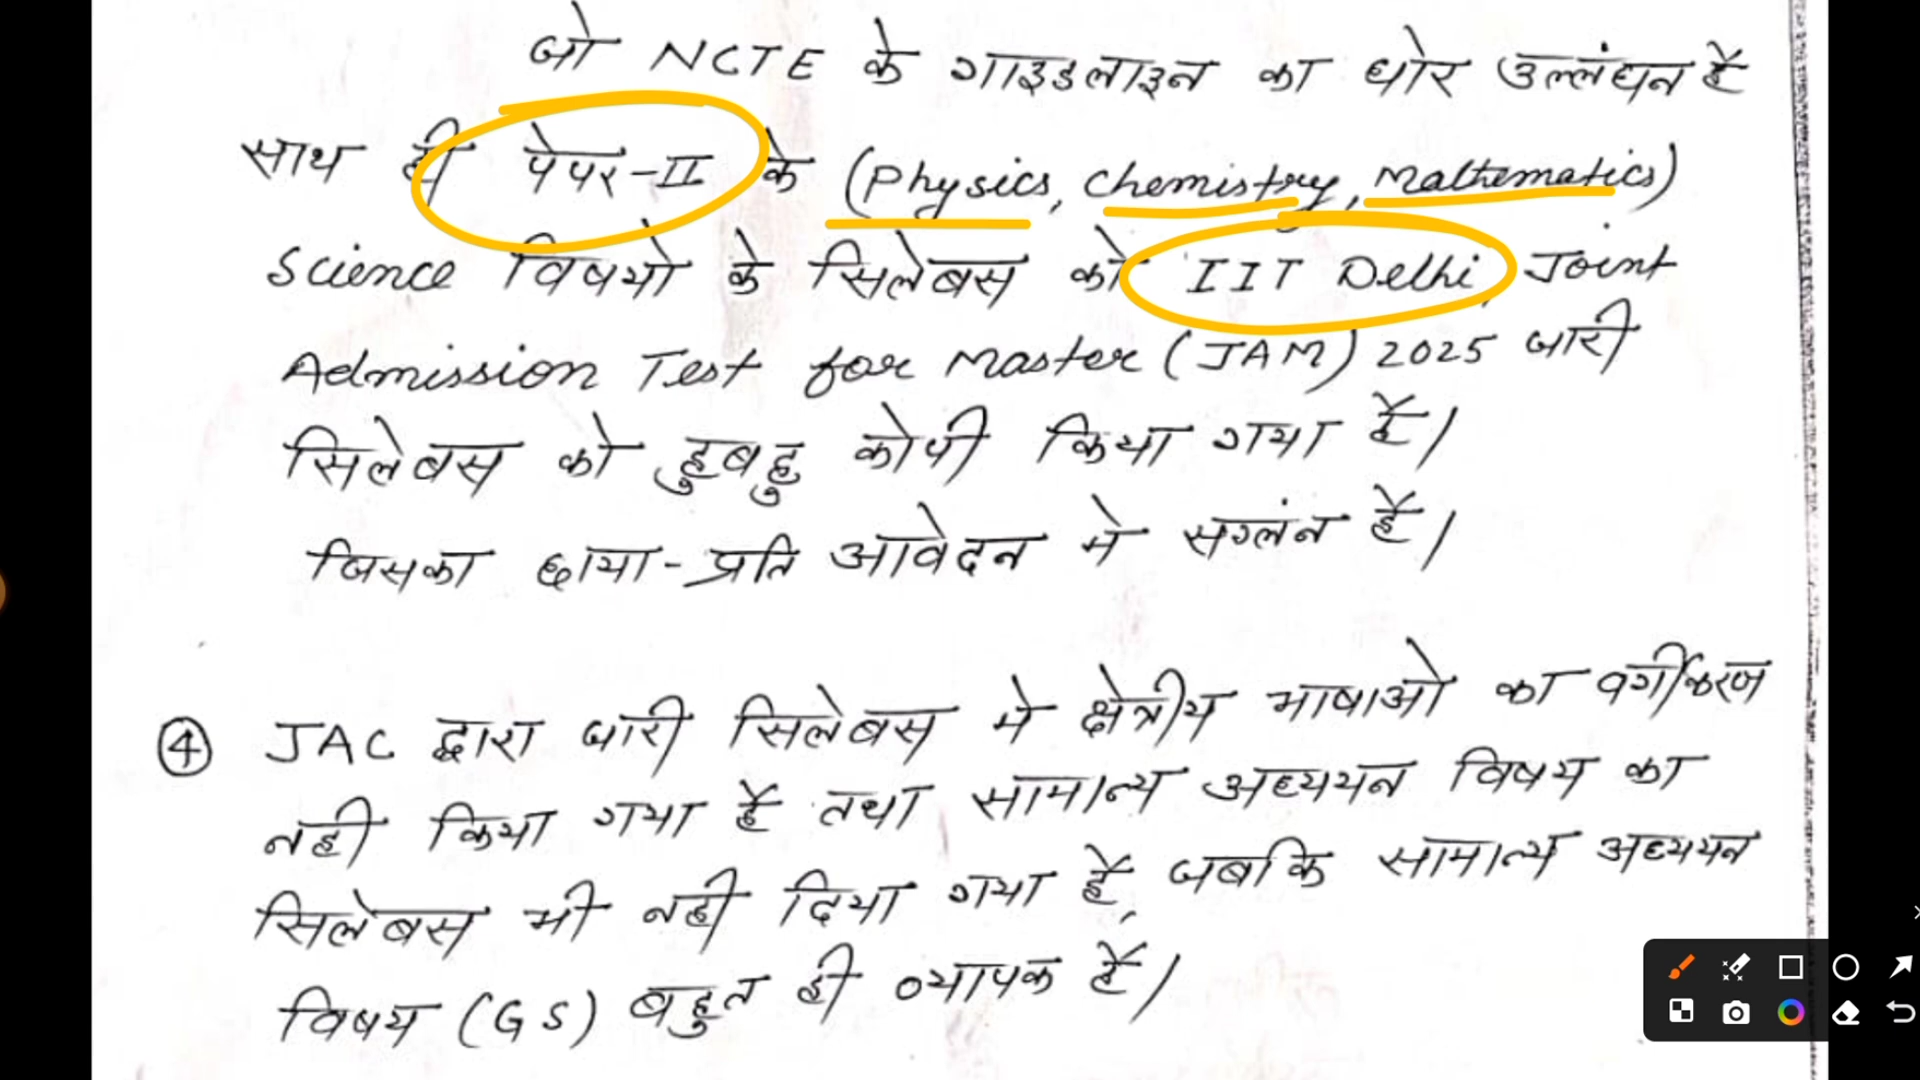 जो NCTE के गाइडलाइन का घोर उल्लंघन है
साथ ही पेपर-II के (Physics, Chemistry, Mathematics)
Science विषयो के सिलेबस को IIT Delhi, Joint
Admission Test for Master (JAM) 2025 जारी
सिलेबस को हुबहु कोपी किया गया है।
जिसका छाया-प्रति आवेदन मे सग्लंन है।
④ JAC द्वारा जारी सिलेबस मे क्षेत्रीय भाषाओ का वर्गीकरण
नही किया गया है तथा सामान्य अध्ययन विषय का
सिलेबस भी नही दिया गया है, जबकि सामान्य अध्ययन
विषय (GS) बहुत ही व्यापक है।